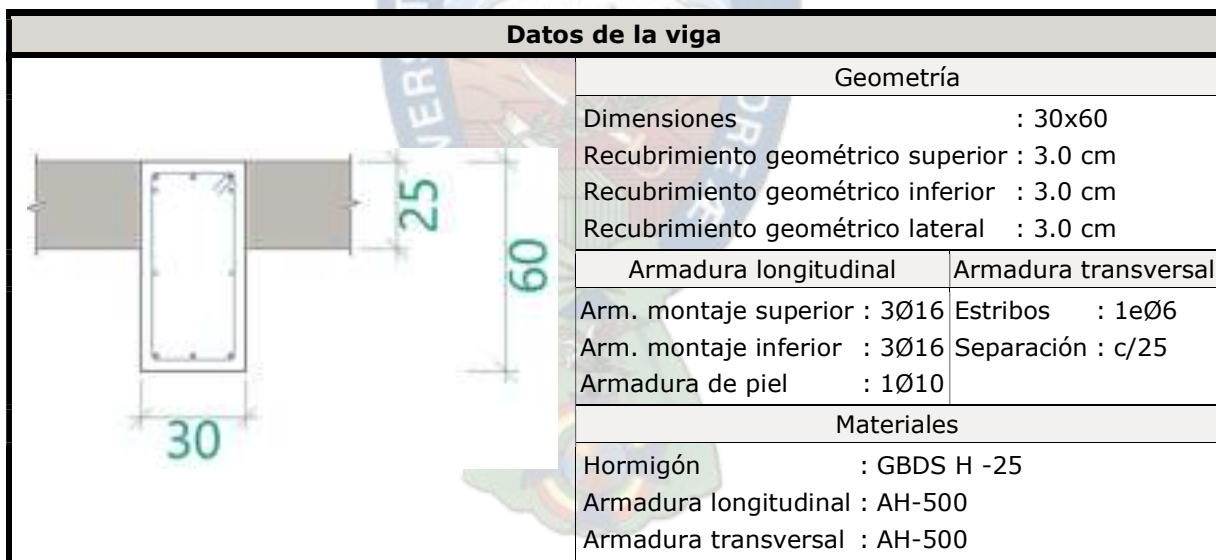 Datos de la viga
25
60
30
Geometría
Dimensiones : 30x60
Recubrimiento geométrico superior : 3.0 cm
Recubrimiento geométrico inferior : 3.0 cm
Recubrimiento geométrico lateral : 3.0 cm
Armadura longitudinal Armadura transversal
Arm. montaje superior : 3Ø16 Estribos : 1eØ6
Arm. montaje inferior : 3Ø16 Separación : c/25
Armadura de piel : 1Ø10
Materiales
Hormigón : GBDS H -25
Armadura longitudinal : AH-500
Armadura transversal : AH-500